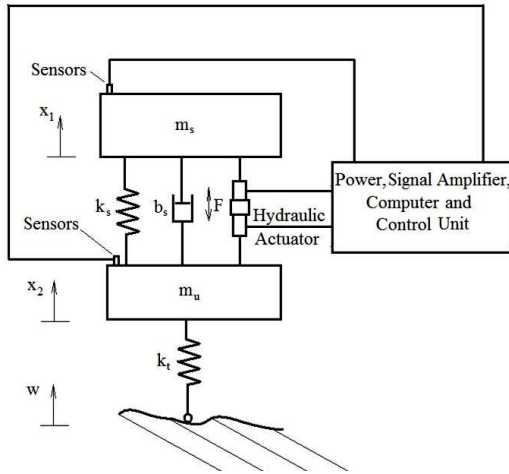 Sensors
x1
ms
ks
bs
F
Hydraulic
Actuator
Power, Signal Amplifier,
Computer and
Control Unit
Sensors
x2
mu
kt
w